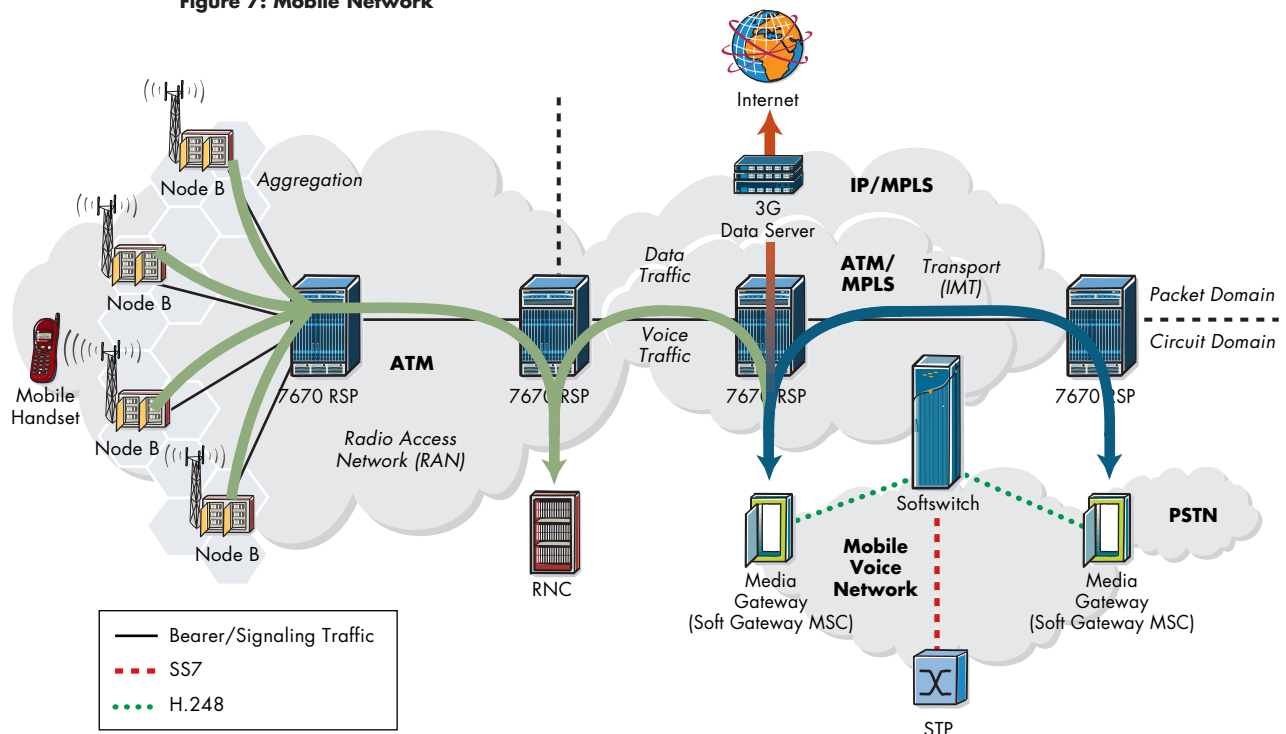 Figure 7: Mobile Network
Internet
Node B
Aggregation
IP/MPLS
3G
Data Server
Node B
Data
Traffic
ATM/
MPLS
Transport
(IMT)
Packet Domain
Circuit Domain
Voice
Traffic
ATM
Mobile
Handset
7670 RSP
7670 RSP
7670 RSP
7670 RSP
Node B
Radio Access
Network (RAN)
Softswitch
PSTN
Node B
RNC
Mobile
Voice
Network
Media
Gateway
(Soft Gateway MSC)
Media
Gateway
(Soft Gateway MSC)
Bearer/Signaling Traffic
SS7
H.248
STP